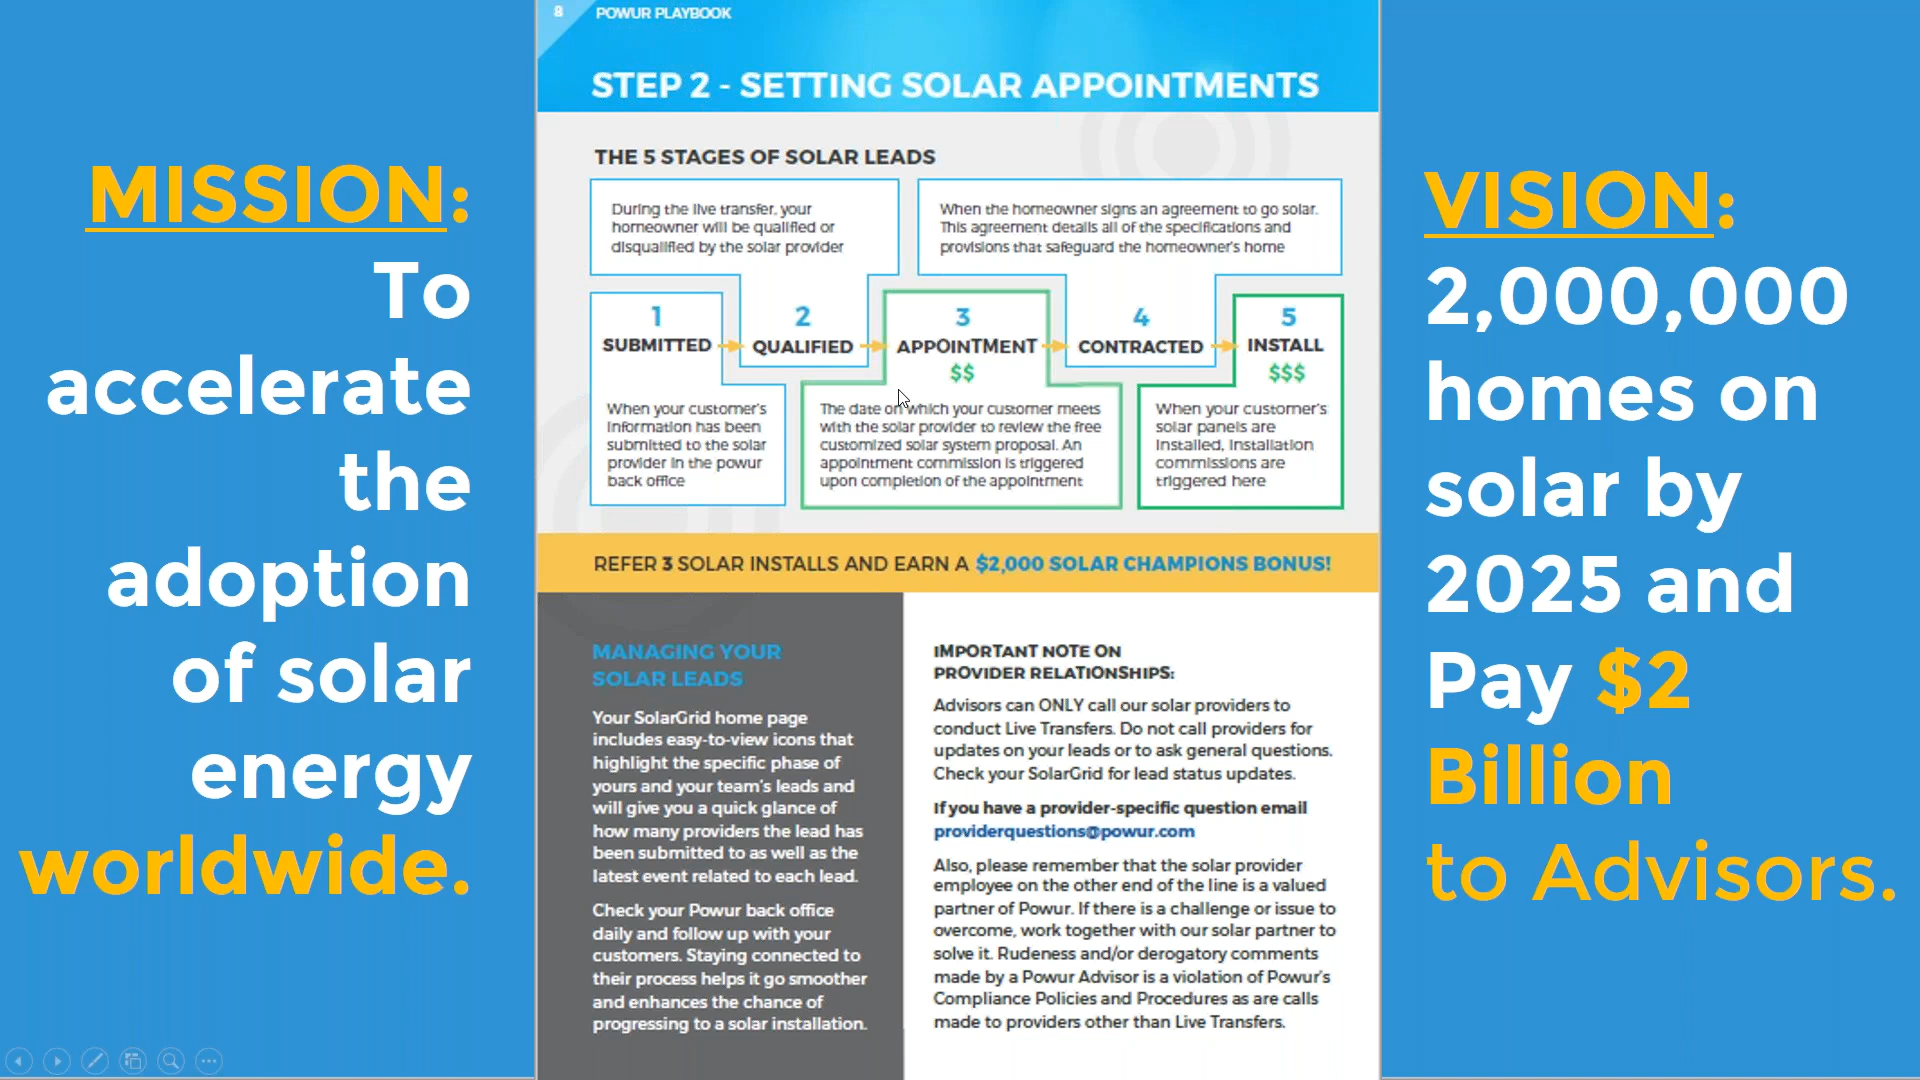 MISSION:
To
accelerate
the
adoption
of solar
energy
worldwide.
8
POWUR PLAYBOOK
STEP 2 - SETTING SOLAR APPOINTMENTS
THE 5 STAGES OF SOLAR LEADS
During the live transfer, your
homeowner will be qualified or
disqualified by the solar provider
When the homeowner signs an agreement to go solar.
This agreement details all of the specifications and
provisions that safeguard the homeowner's home
1
SUBMITTED
2
QUALIFIED
3
APPOINTMENT
$$
4
CONTRACTED
5
INSTALL
$$$
When your customer's
information has been
submitted to the solar
provider in the powur
back office
The date on which your customer meets
with the solar provider to review the free
customized solar system proposal. An
appointment commission is triggered
upon completion of the appointment
When your customer's
solar panels are
installed, installation
commissions are
triggered here
REFER 3 SOLAR INSTALLS AND EARN A $2,000 SOLAR CHAMPIONS BONUS!
MANAGING YOUR
SOLAR LEADS
Your SolarGrid home page
includes easy-to-view icons that
highlight the specific phase of
yours and your team's leads and
will give you a quick glance of
how many providers the lead has
been submitted to as well as the
latest event related to each lead.
Check your Powur back office
daily and follow up with your
customers. Staying connected to
their process helps it go smoother
and enhances the chance of
progressing to a solar installation.
IMPORTANT NOTE ON
PROVIDER RELATIONSHIPS:
Advisors can ONLY call our solar providers to
conduct Live Transfers. Do not call providers for
updates on your leads or to ask general questions.
Check your SolarGrid for lead status updates.
If you have a provider-specific question email
providerquestions@powur.com
Also, please remember that the solar provider
employee on the other end of the line is a valued
partner of Powur. If there is a challenge or issue to
overcome, work together with our solar partner to
solve it. Rudeness and/or derogatory comments
made by a Powur Advisor is a violation of Powur's
Compliance Policies and Procedures as are calls
made to providers other than Live Transfers.
VISION:
2,000,000
homes on
solar by
2025 and
Pay $2
Billion
to Advisors.